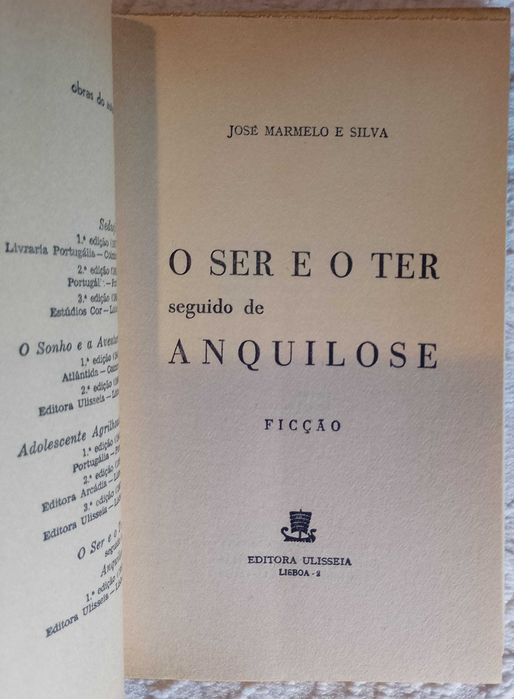 obras do
1.ª edição
Livraria Portugália —
2.ª edição
Portugál
3.ª edição
Estúdios Cor —
O Sonho e a
1.ª edição
Atlântida —
2.ª edição
Editora Ulisseia —
Adolescente
1.ª edição
Portugália —
2.ª edição
Editora Arcádia —
3.ª edição
Editora Ulisseia —
O Ser e o
1.ª edição
Editora Ulisseia —
JOSÉ MARMELO E SILVA
O SER E O TER
seguido de
ANQUILOSE
FICÇÃO
EDITORA ULISSEIA
LISBOA - 2